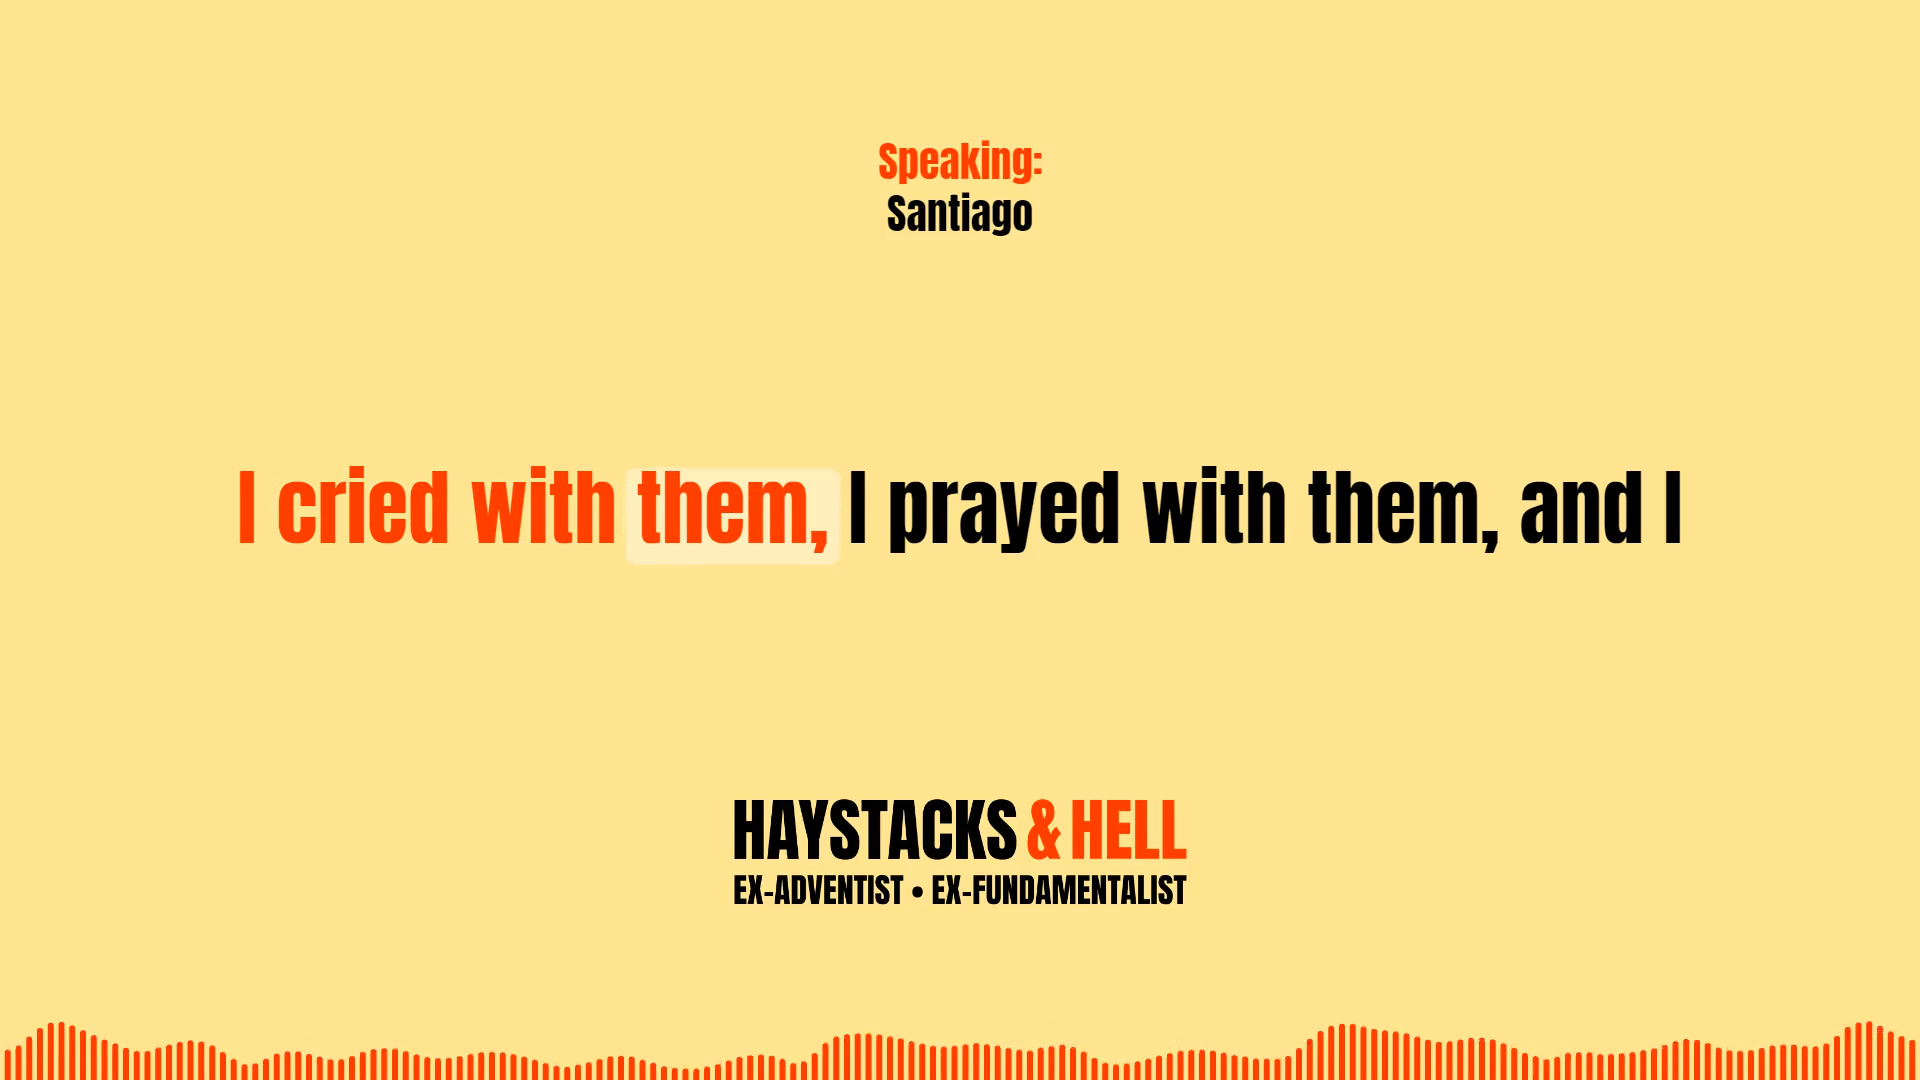 Speaking:
Santiago
I cried with them, I prayed with them, and I
HAYSTACKS & HELL
EX-ADVENTIST • EX-FUNDAMENTALIST